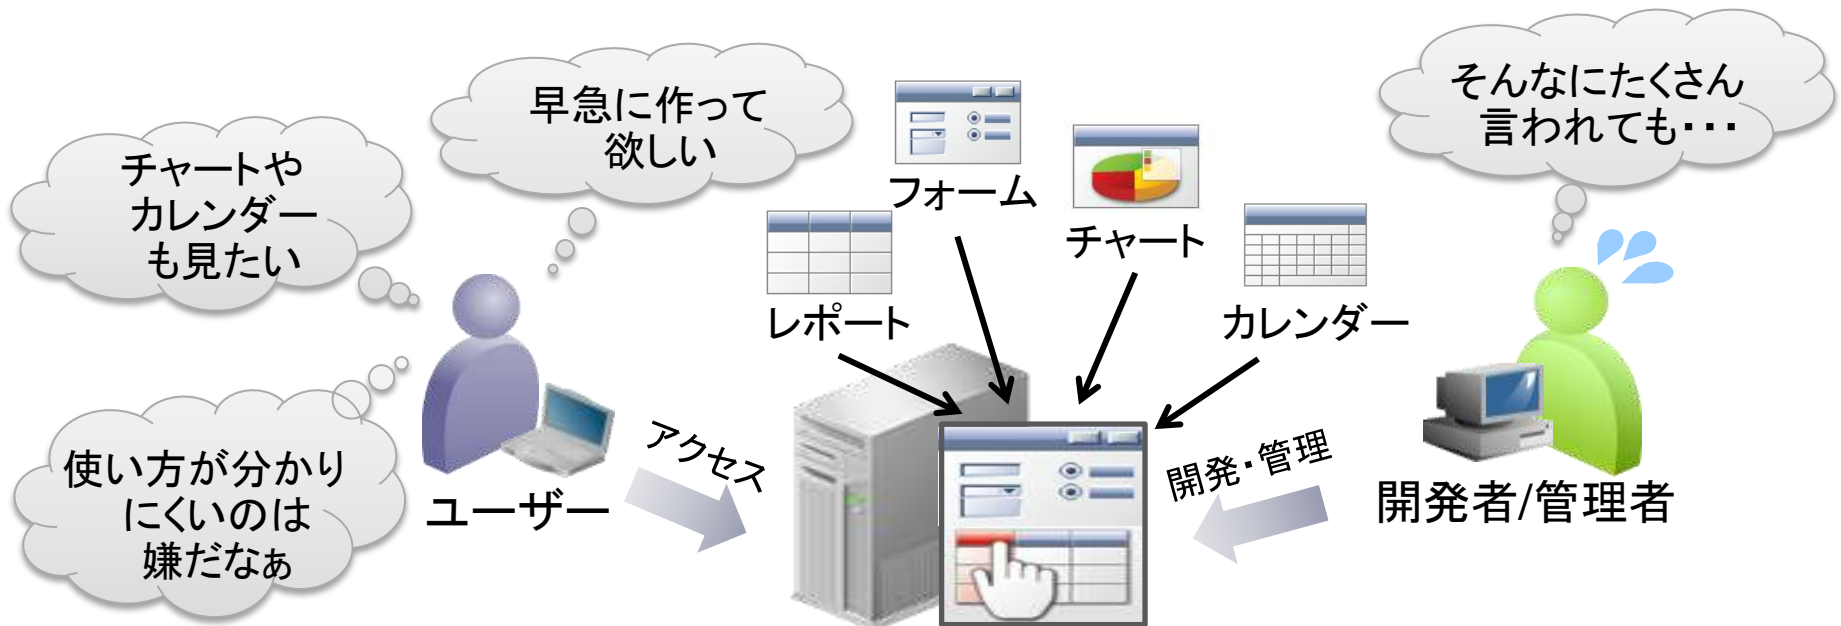 早急に作って
欲しい
そんなにたくさん
言われても・・・
チャートや
カレンダー
も見たい
フォーム
チャート
レポート
カレンダー
使い方が分かり
にくいのは
嫌だなぁ
ユーザー
アクセス
開発・管理
開発者/管理者